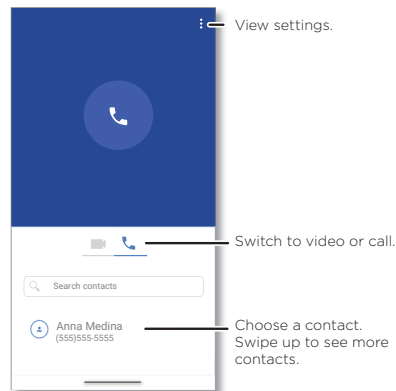 View settings.
Switch to video or call.
Search contacts
Anna Medina
(555)555-5555
Choose a contact.
Swipe up to see more
contacts.